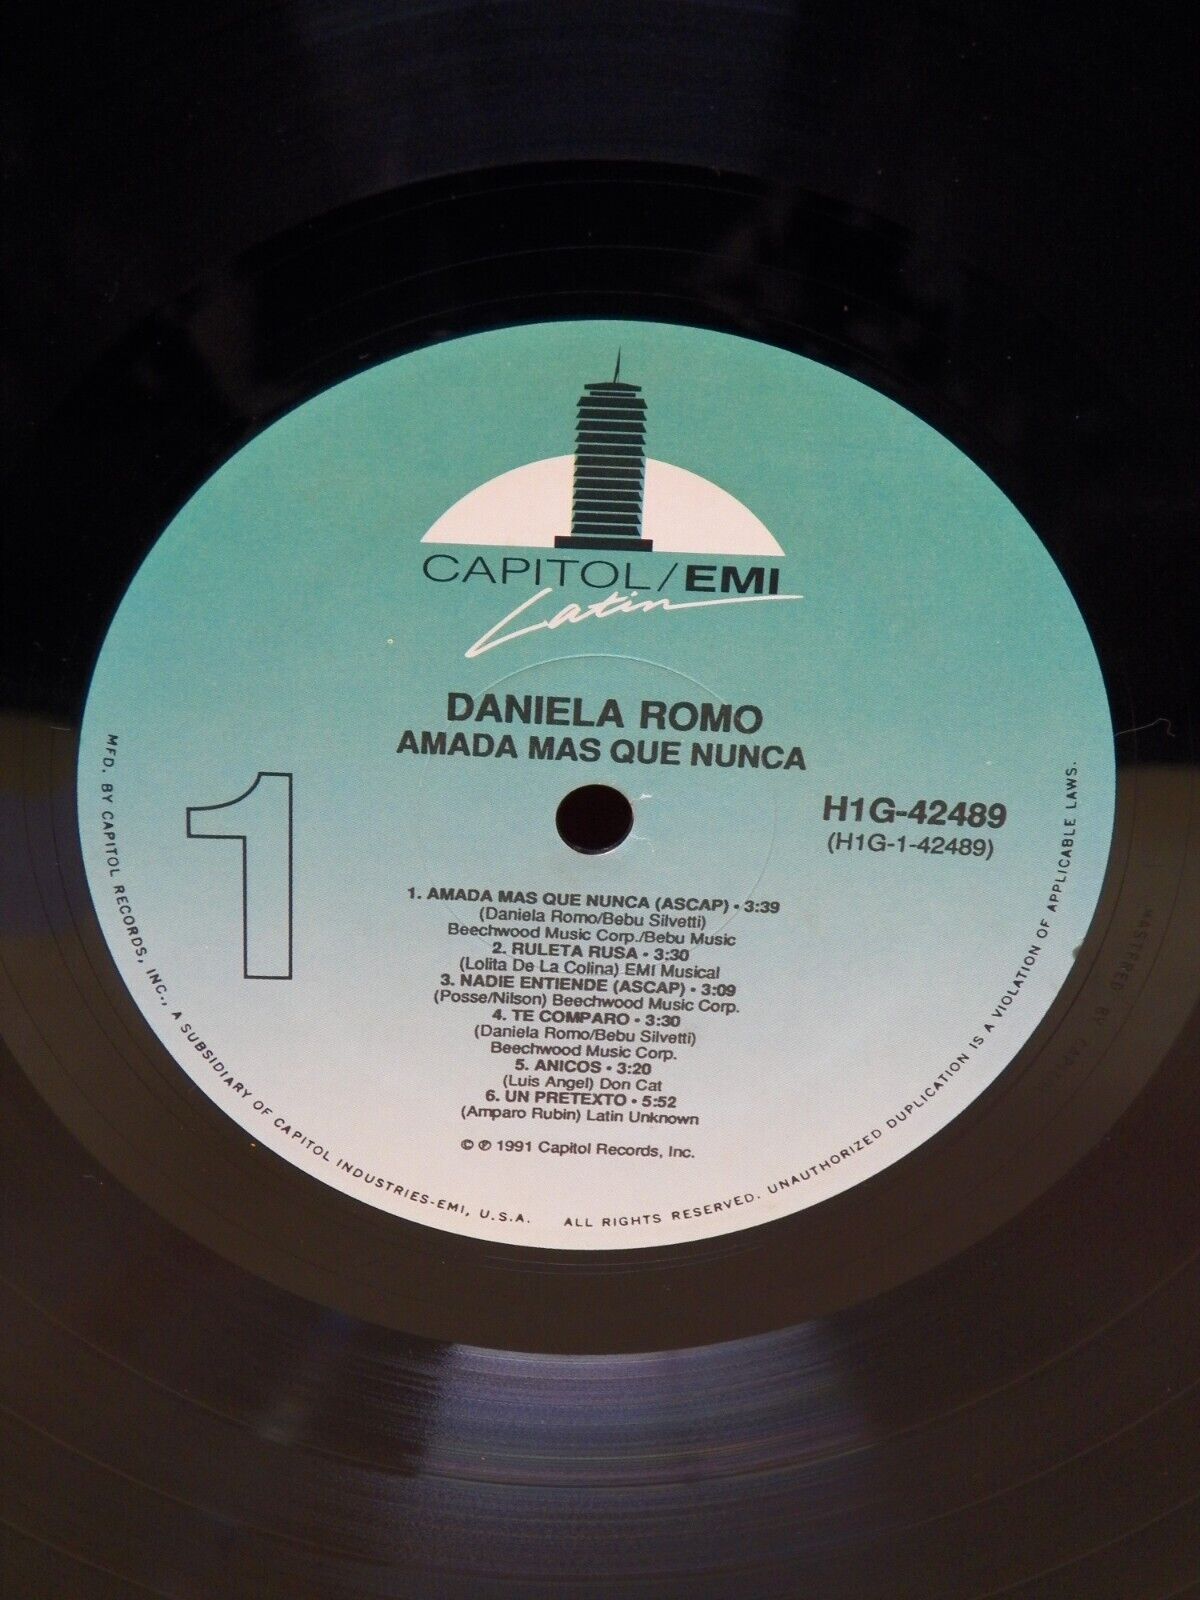 CAPITOL/EMI
Latin
DANIELA ROMO
AMADA MAS QUE NUNCA
1
H1G-42489
(H1G-1-42489)
1. AMADA MAS QUE NUNCA (ASCAP) • 3:39
(Daniela Romo/Bebu Silvetti)
Beechwood Music Corp./Bebu Music
2. RULETA RUSA • 3:30
(Lolita De La Colina) EMI Musical
3. NADIE ENTIENDE (ASCAP) • 3:09
(Posse/Nilson) Beechwood Music Corp.
4. TE COMPARO • 3:30
(Daniela Romo/Bebu Silvetti)
Beechwood Music Corp.
5. ANICOS • 3:20
(Luis Angel) Don Cat
6. UN PRETEXTO • 5:52
(Amparo Rubin) Latin Unknown
© ℗ 1991 Capitol Records, Inc.
MFD. BY CAPITOL RECORDS, INC., A SUBSIDIARY OF CAPITOL INDUSTRIES-EMI, U.S.A. ALL RIGHTS RESERVED. UNAUTHORIZED DUPLICATION IS A VIOLATION OF APPLICABLE LAWS.
MASTERED BY